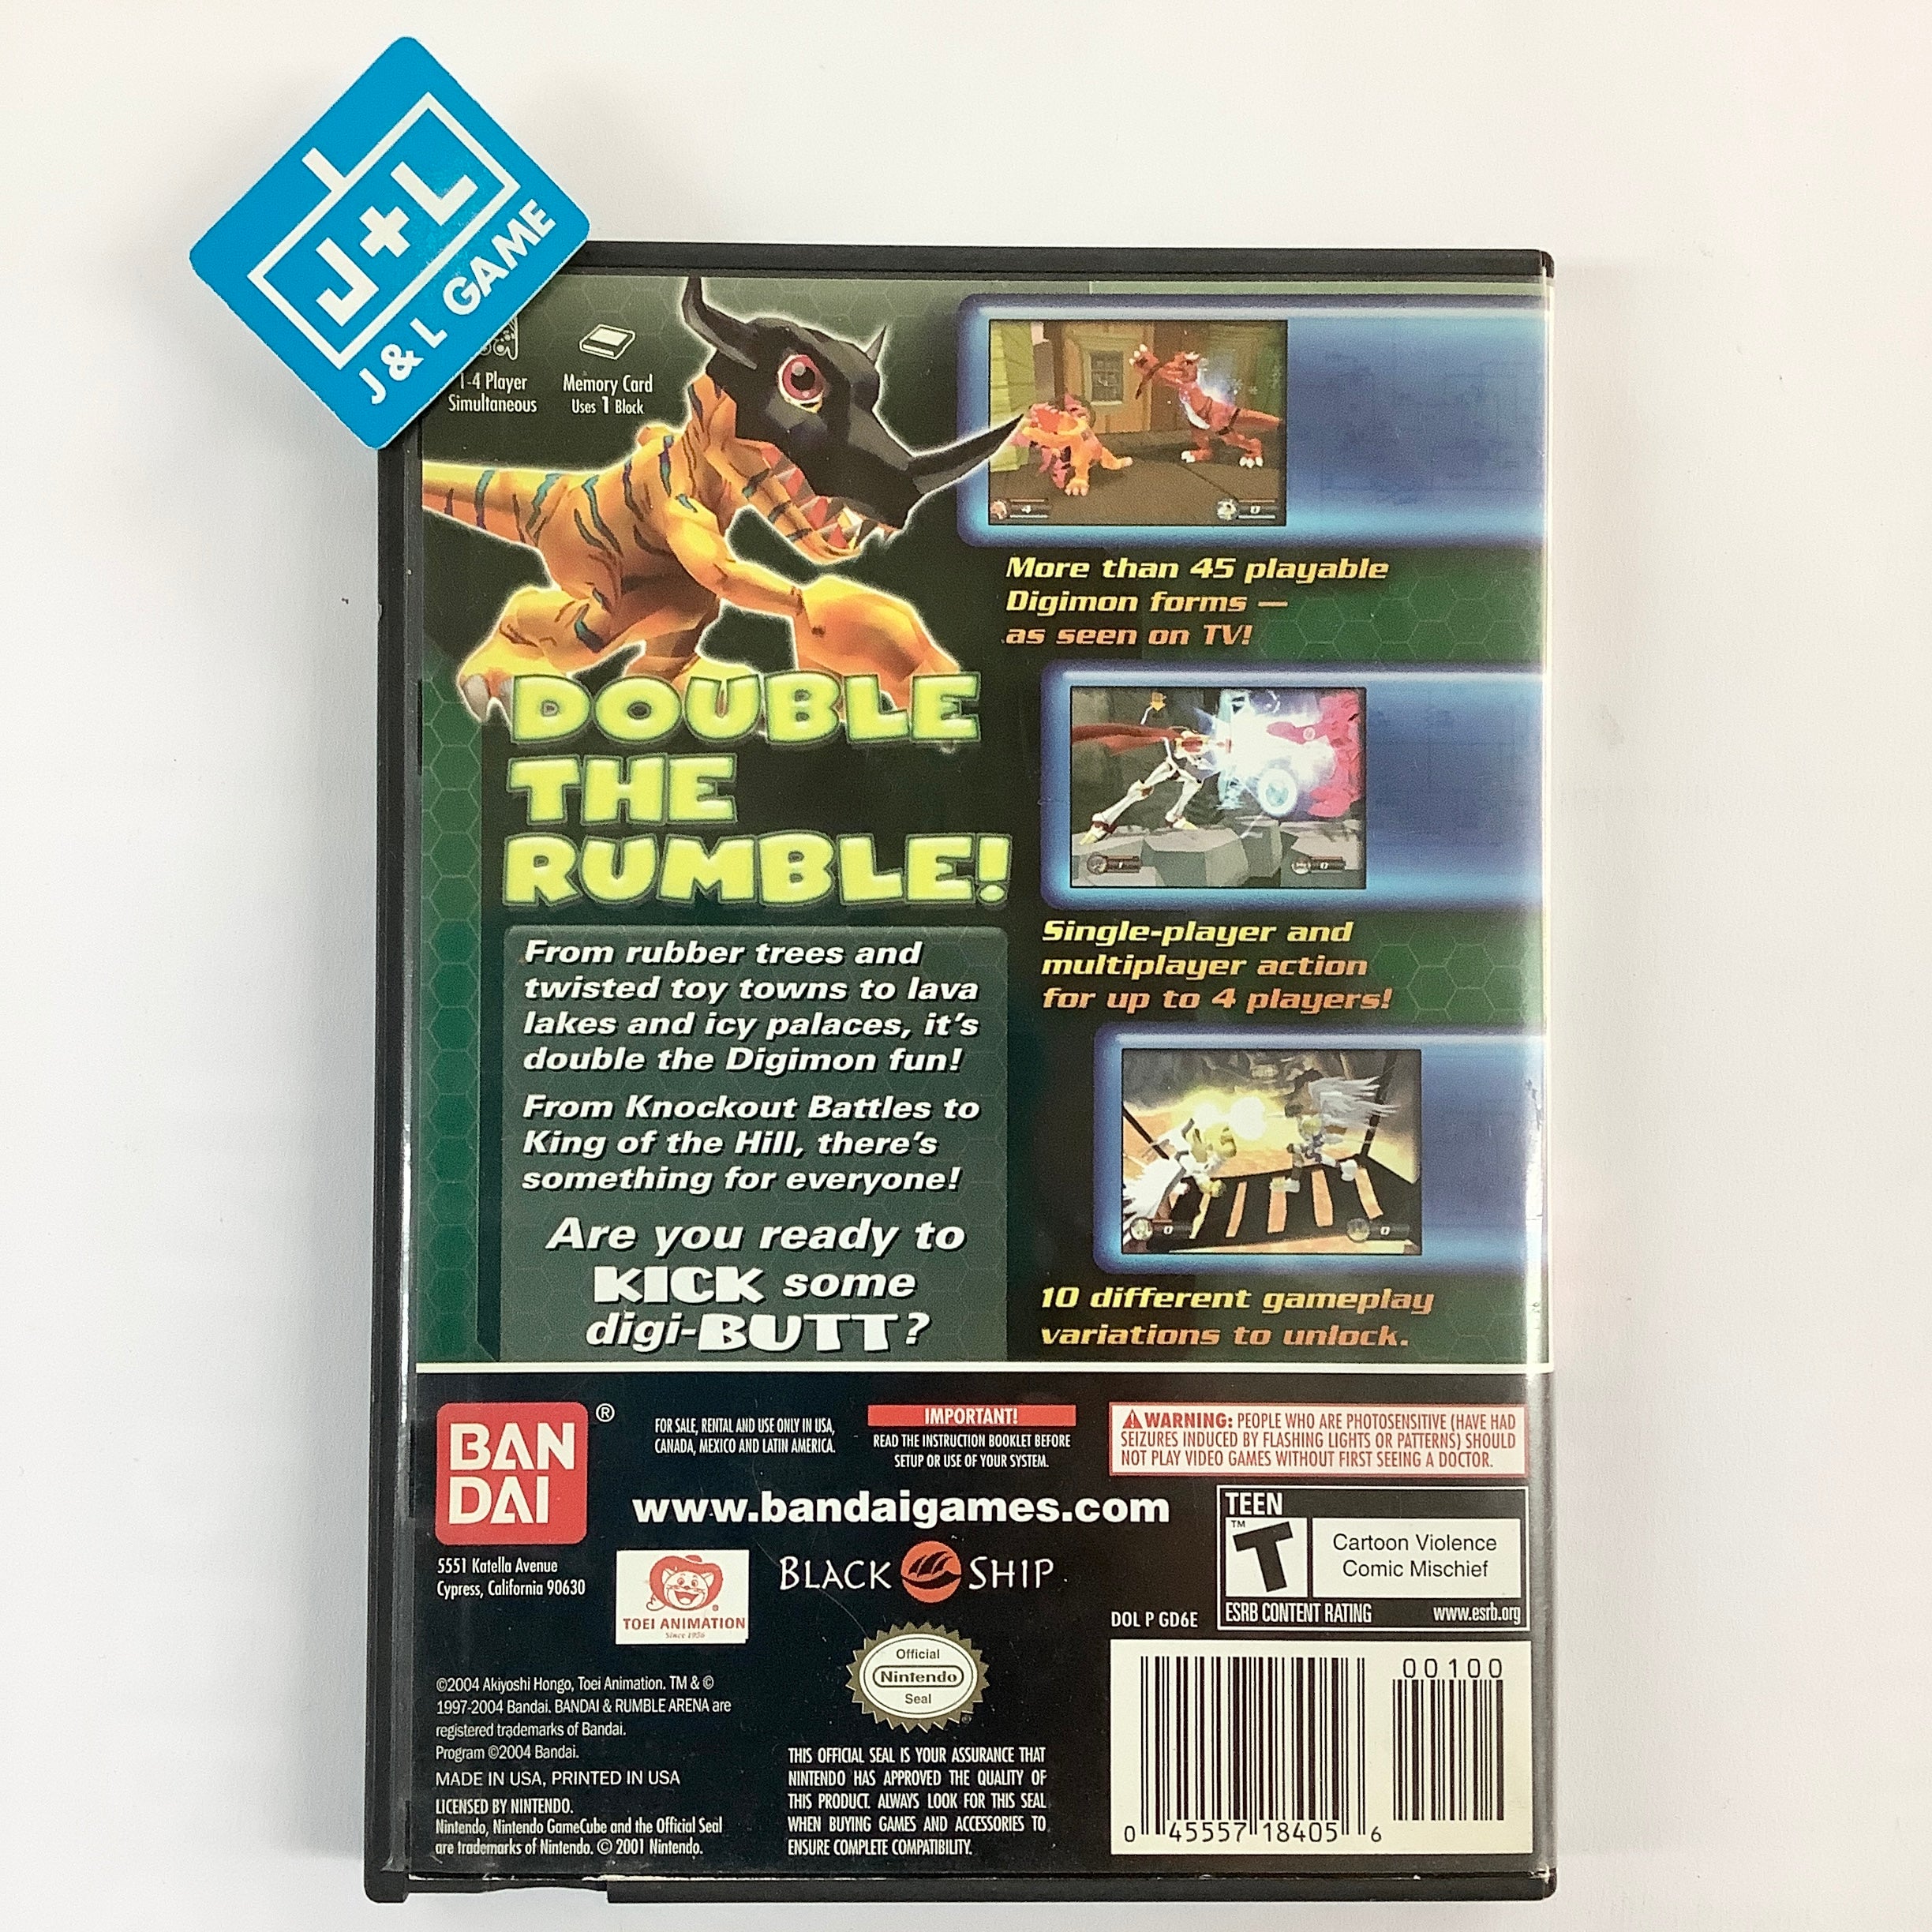 J+L
J & L GAME
1-4 Player
Simultaneous
Memory Card
Uses 1 Block
More than 45 playable
Digimon forms —
as seen on TV!
DOUBLE
THE
RUMBLE!
From rubber trees and
twisted toy towns to lava
lakes and icy palaces, it's
double the Digimon fun!
From Knockout Battles to
King of the Hill, there's
something for everyone!
Are you ready to
KICK some
digi-BUTT?
Single-player and
multiplayer action
for up to 4 players!
10 different gameplay
variations to unlock.
BAN
DAI
®
5551 Katella Avenue
Cypress, California 90630
FOR SALE, RENTAL AND USE ONLY IN USA,
CANADA, MEXICO AND LATIN AMERICA.
IMPORTANT!
READ THE INSTRUCTION BOOKLET BEFORE
SETUP OR USE OF YOUR SYSTEM.
WARNING: PEOPLE WHO ARE PHOTOSENSITIVE (HAVE HAD
SEIZURES INDUCED BY FLASHING LIGHTS OR PATTERNS) SHOULD
NOT PLAY VIDEO GAMES WITHOUT FIRST SEEING A DOCTOR.
www.bandaigames.com
TOEI ANIMATION
Since 1956
BLACK SHIP
TEEN
T
™
Cartoon Violence
Comic Mischief
ESRB CONTENT RATING www.esrb.org
DOL P GD6E
©2004 Akiyoshi Hongo, Toei Animation. TM & ©
1997-2004 Bandai. BANDAI & RUMBLE ARENA are
registered trademarks of Bandai.
Program ©2004 Bandai.
MADE IN USA, PRINTED IN USA
LICENSED BY NINTENDO.
Nintendo, Nintendo GameCube and the Official Seal
are trademarks of Nintendo. © 2001 Nintendo.
Official
Nintendo
Seal
THIS OFFICIAL SEAL IS YOUR ASSURANCE THAT
NINTENDO HAS APPROVED THE QUALITY OF
THIS PRODUCT. ALWAYS LOOK FOR THIS SEAL
WHEN BUYING GAMES AND ACCESSORIES TO
ENSURE COMPLETE COMPATIBILITY.
00100
0 45557 18405 6